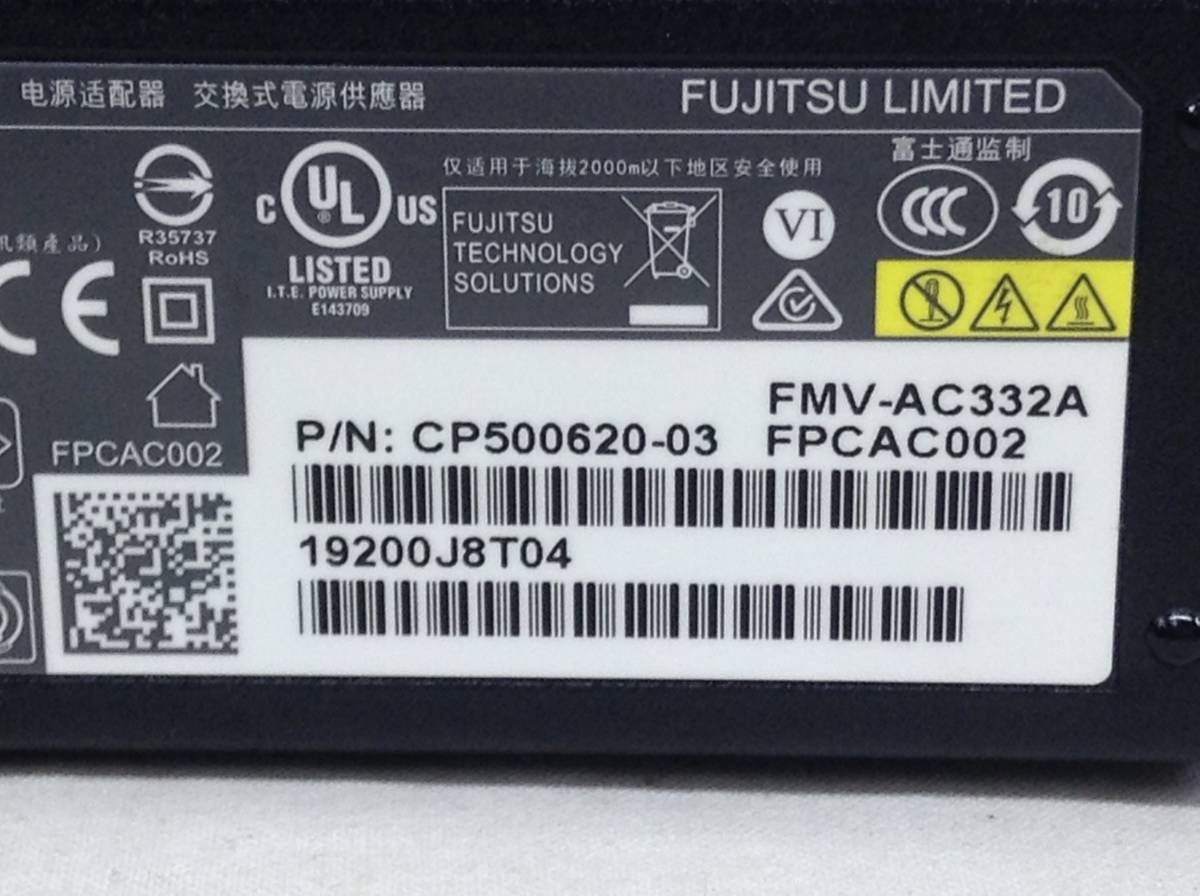 电源适配器 交換式電源供應器 FUJITSU LIMITED
富士通监制
仅适用于海拔2000m以下地区安全使用
R35737
RoHS
C UL US
®
LISTED
I.T.E. POWER SUPPLY
E143709
FUJITSU
TECHNOLOGY
SOLUTIONS
VI
CCC
10
類產品)
CE
FPCAC002
FMV-AC332A
P/N: CP500620-03 FPCAC002
19200J8T04